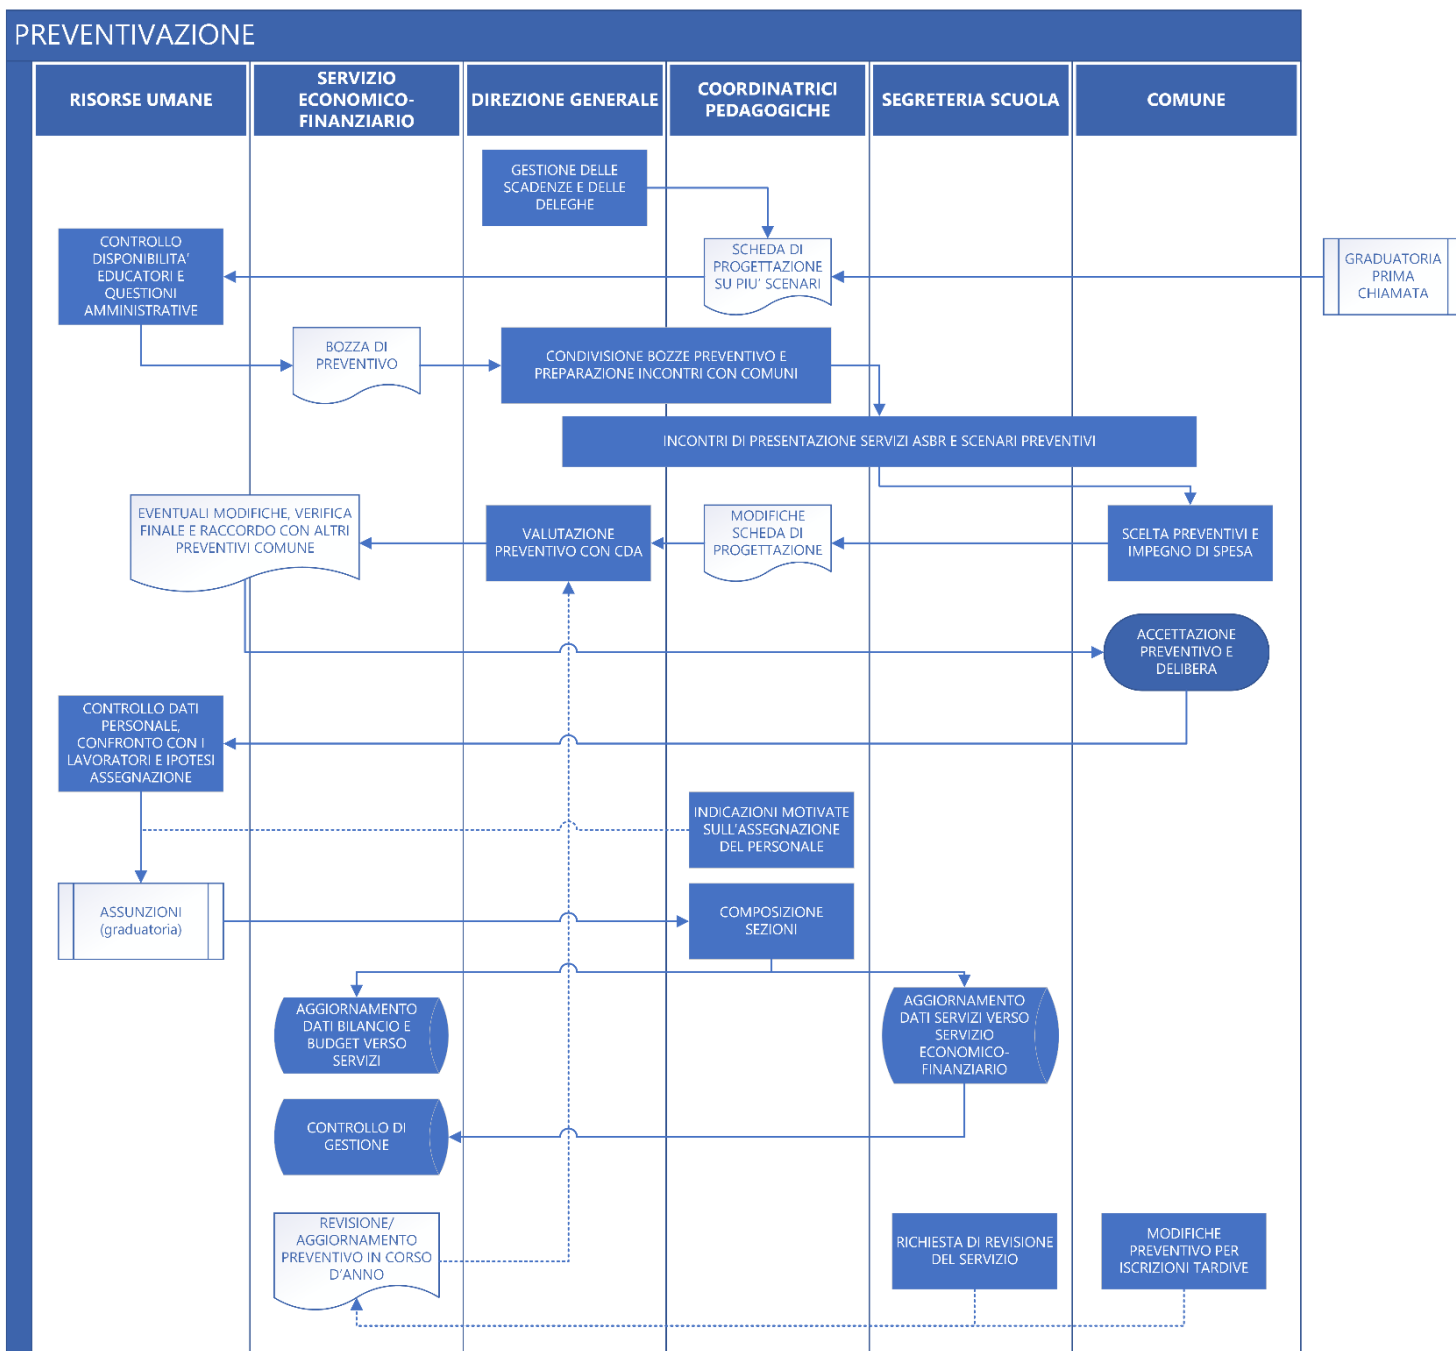 PREVENTIVAZIONE
RISORSE UMANE
SERVIZIO
ECONOMICO-
FINANZIARIO
DIREZIONE GENERALE
COORDINATRICI
PEDAGOGICHE
SEGRETERIA SCUOLA
COMUNE
GESTIONE DELLE
SCADENZE E DELLE
DELEGHE
CONTROLLO
DISPONIBILITA'
EDUCATORI E
QUESTIONI
AMMINISTRATIVE
SCHEDA DI
PROGETTAZIONE
SU PIU' SCENARI
GRADUATORIA
PRIMA
CHIAMATA
BOZZA DI
PREVENTIVO
CONDIVISIONE BOZZE PREVENTIVO E
PREPARAZIONE INCONTRI CON COMUNI
INCONTRI DI PRESENTAZIONE SERVIZI ASBR E SCENARI PREVENTIVI
EVENTUALI MODIFICHE, VERIFICA
FINALE E RACCORDO CON ALTRI
PREVENTIVI COMUNE
VALUTAZIONE
PREVENTIVO CON CDA
MODIFICHE
SCHEDA DI
PROGETTAZIONE
SCELTA PREVENTIVI E
IMPEGNO DI SPESA
ACCETTAZIONE
PREVENTIVO E
DELIBERA
CONTROLLO DATI
PERSONALE,
CONFRONTO CON I
LAVORATORI E IPOTESI
ASSEGNAZIONE
INDICAZIONI MOTIVATE
SULL'ASSEGNAZIONE
DEL PERSONALE
ASSUNZIONI
(graduatoria)
COMPOSIZIONE
SEZIONI
AGGIORNAMENTO
DATI BILANCIO E
BUDGET VERSO
SERVIZI
AGGIORNAMENTO
DATI SERVIZI VERSO
SERVIZIO
ECONOMICO-
FINANZIARIO
CONTROLLO DI
GESTIONE
REVISIONE/
AGGIORNAMENTO
PREVENTIVO IN CORSO
D'ANNO
RICHIESTA DI REVISIONE
DEL SERVIZIO
MODIFICHE
PREVENTIVO PER
ISCRIZIONI TARDIVE